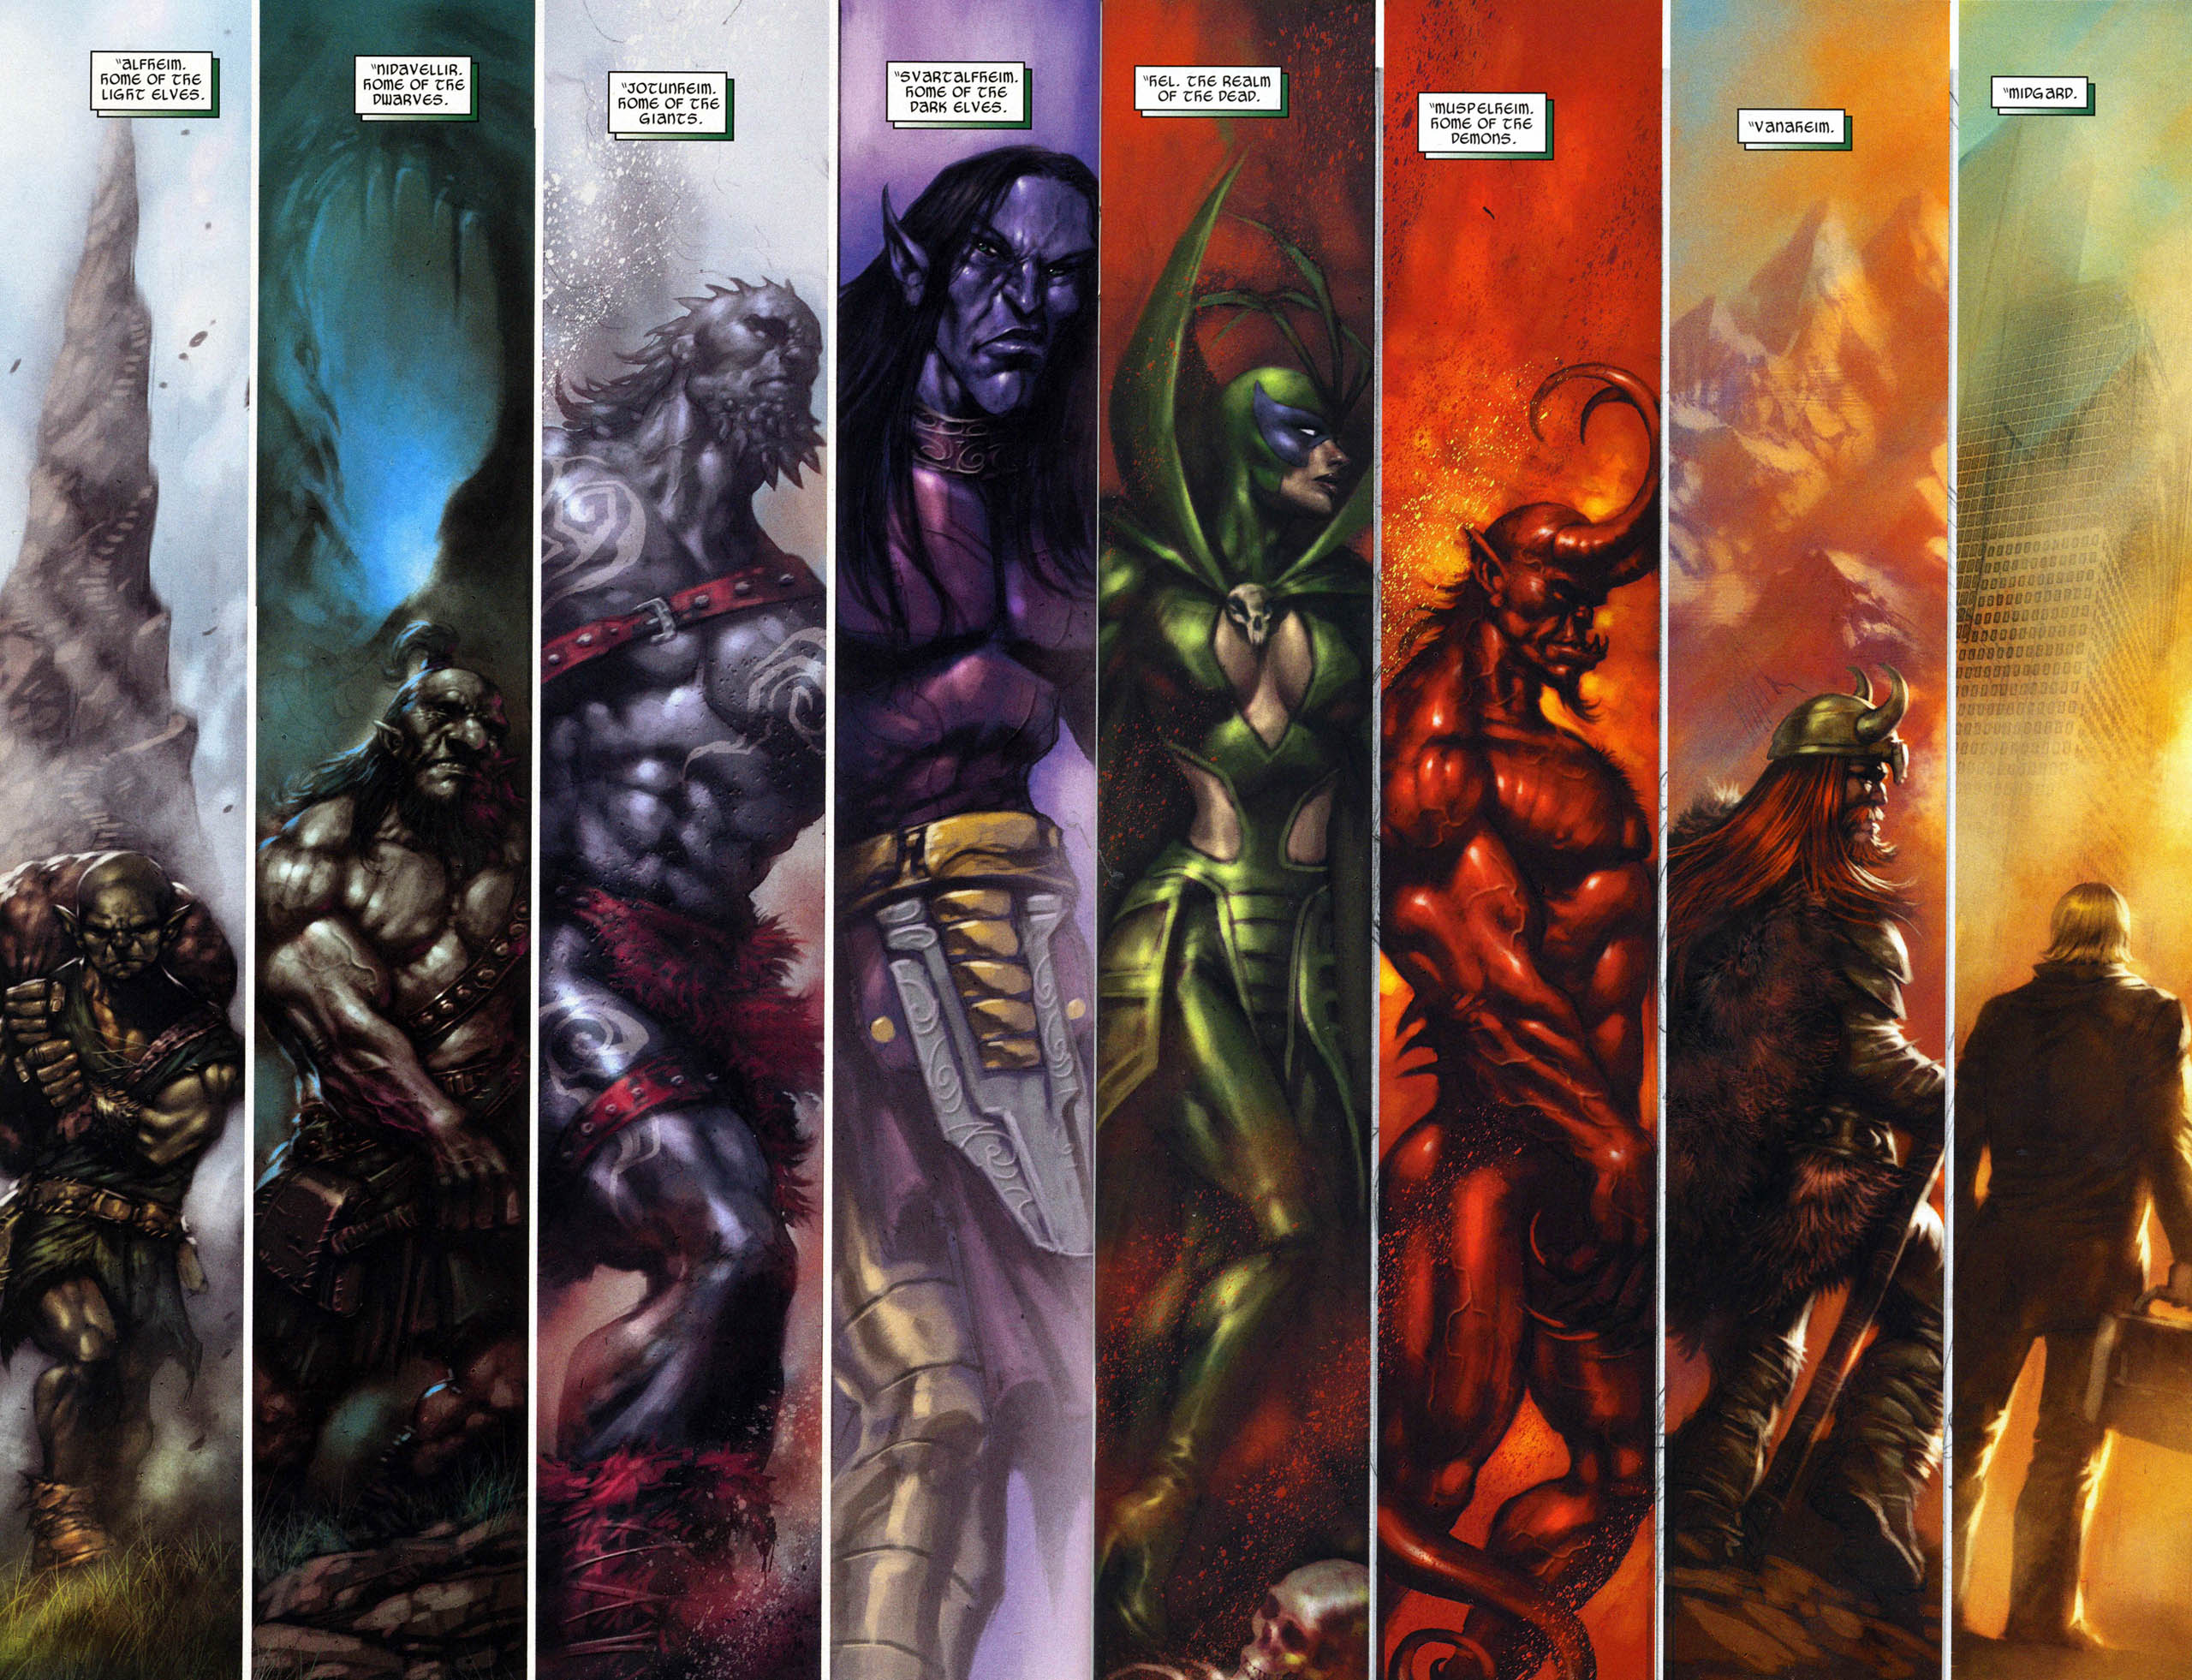 "ALFHEIM.
HOME OF THE
LIGHT ELVES.
"NIDAVELLIR.
HOME OF THE
DWARVES.
"JOTUNHEIM.
HOME OF THE
GIANTS.
"SVARTALFHEIM.
HOME OF THE
DARK ELVES.
"HEL. THE REALM
OF THE DEAD.
"MUSPELHEIM.
HOME OF THE
DEMONS.
"VANAHEIM.
"MIDGARD.